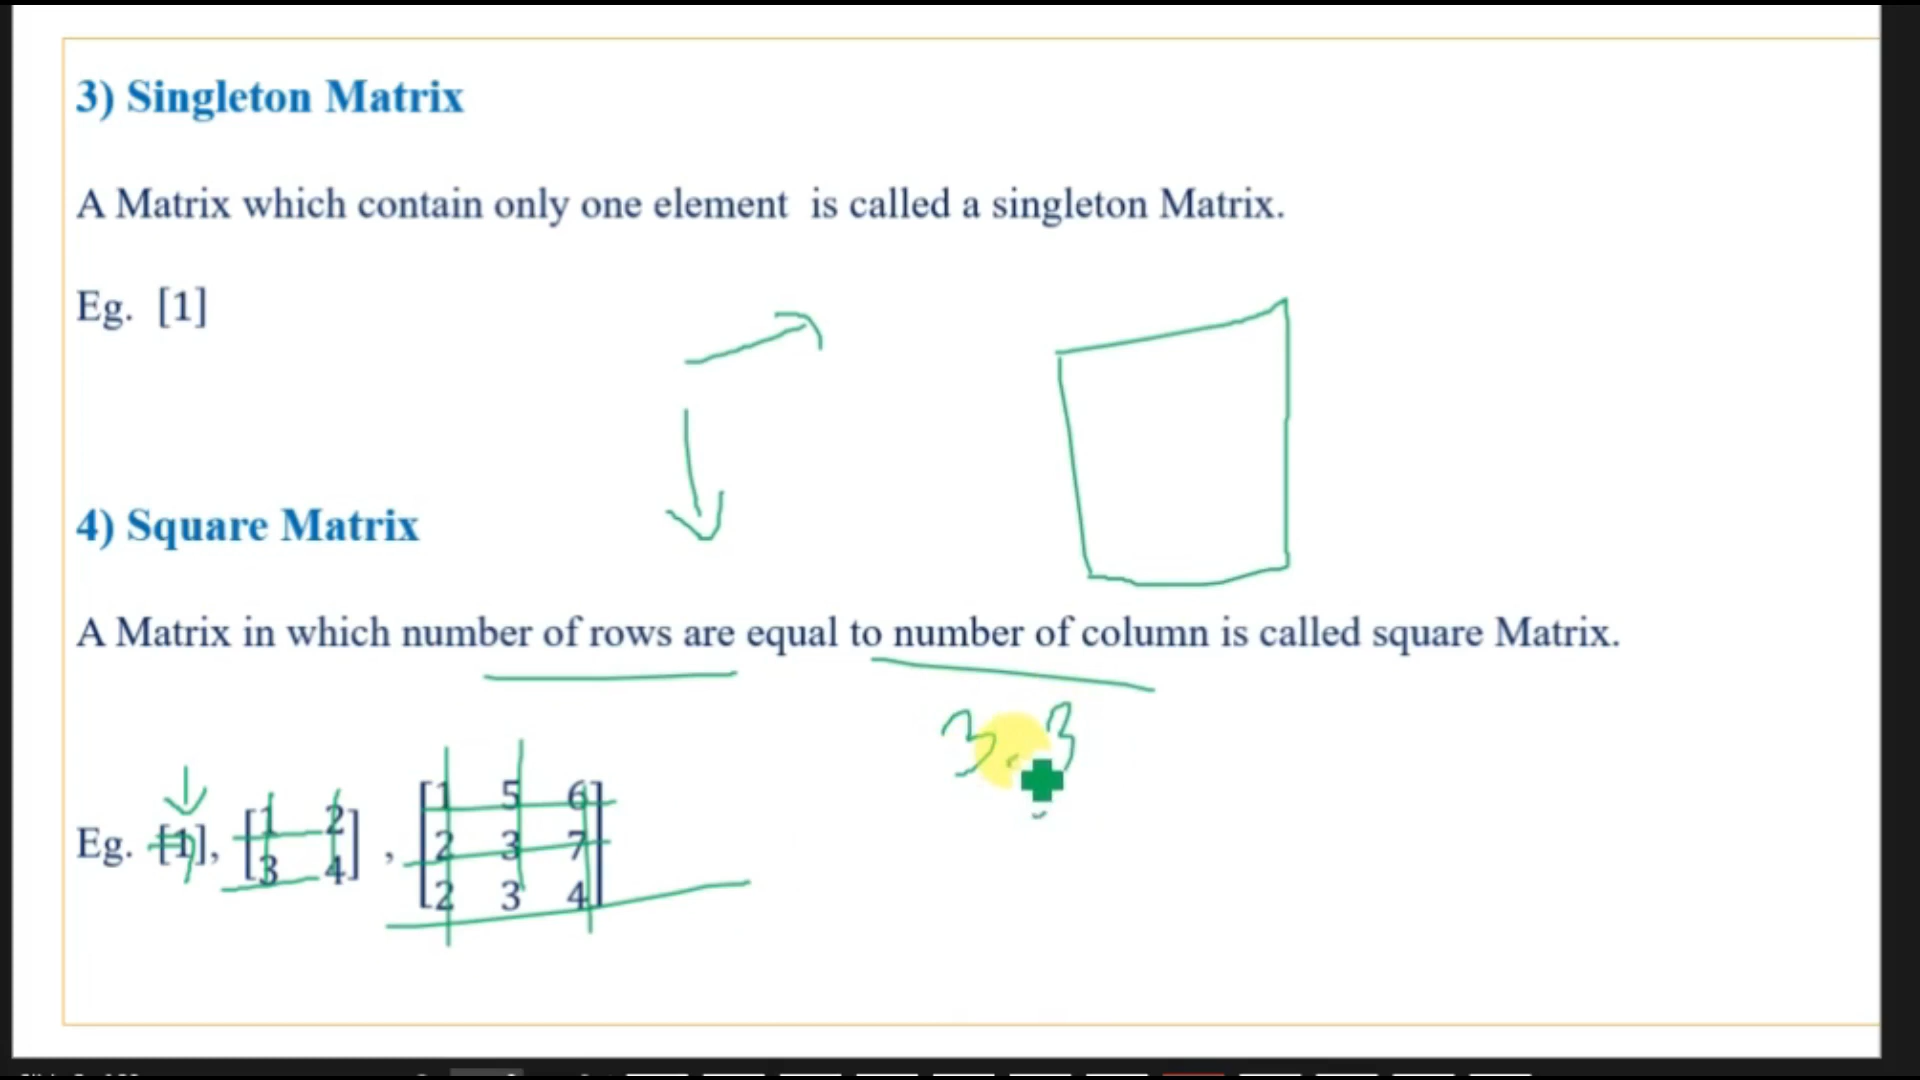 3) Singleton Matrix
A Matrix which contain only one element is called a singleton Matrix.
Eg. [1]
4) Square Matrix
A Matrix in which number of rows are equal to number of column is called square Matrix.
3 . 3
Eg. [1], [1 2
3 4] , [1 5 6
2 3 7
2 3 4]